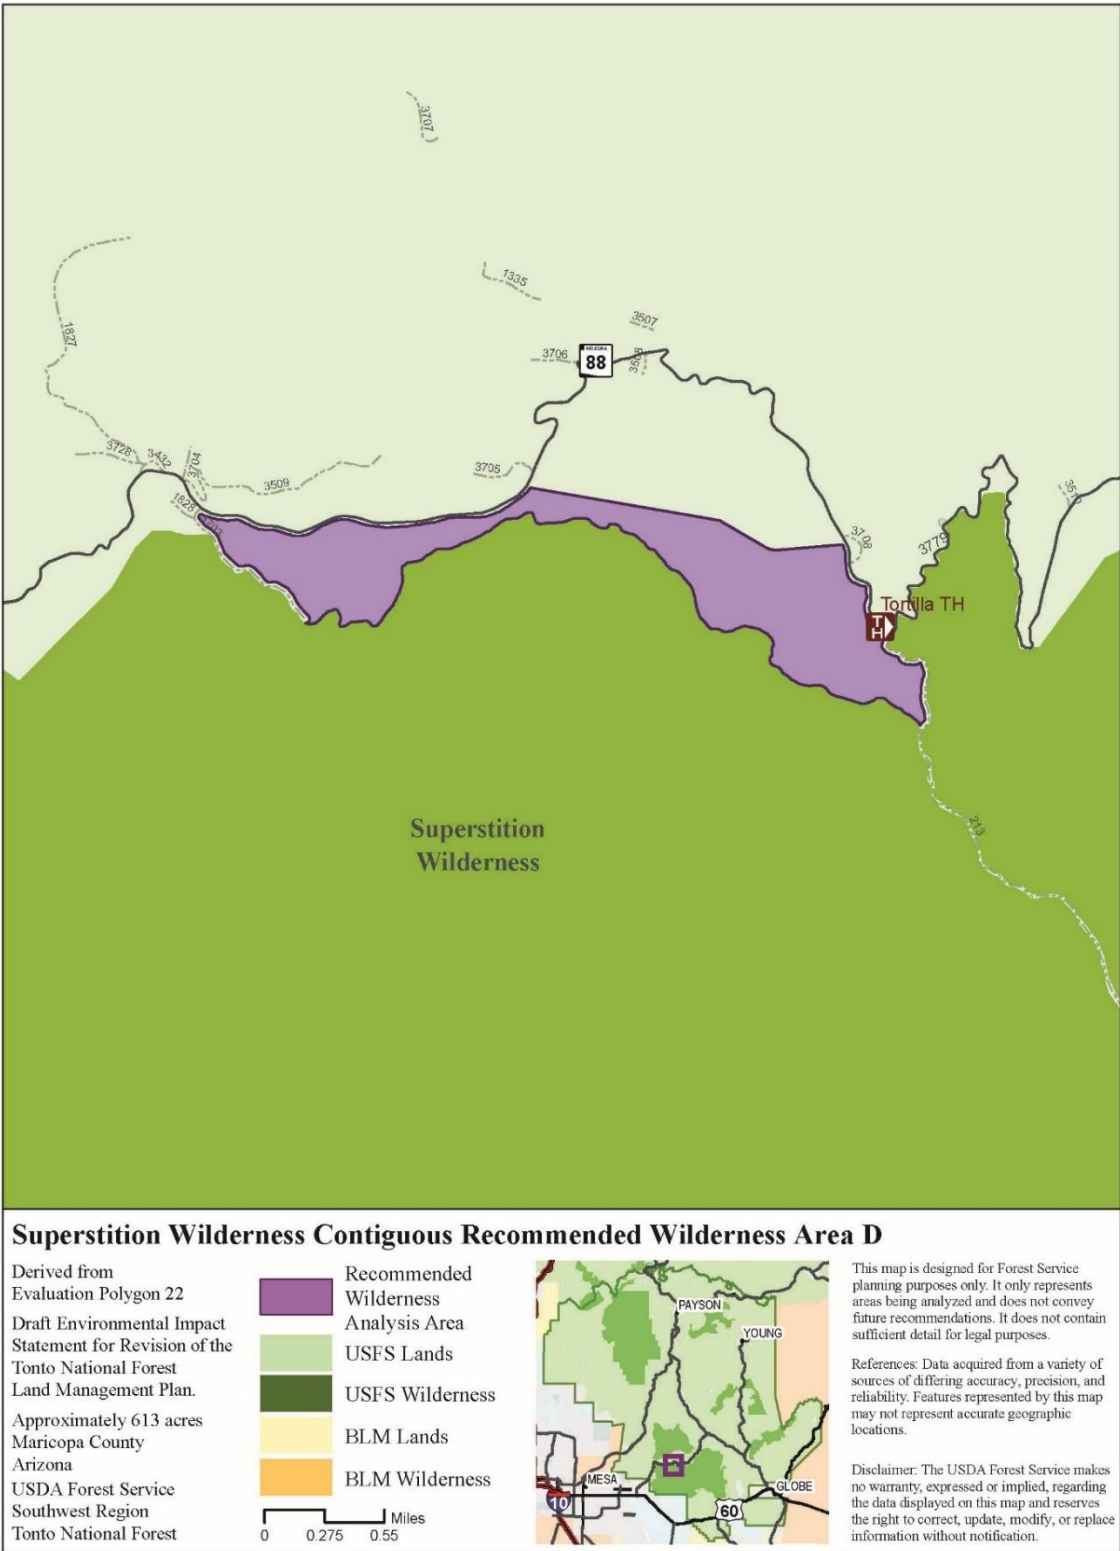 3707
1335
1827
3507
3706
ARIZONA
88
3508
3728
3432
3704
3705
3509
3510
1828
3703
3708
3779
Tortilla TH
T
H
Superstition
Wilderness
213
Superstition Wilderness Contiguous Recommended Wilderness Area D
Derived from
Evaluation Polygon 22
Draft Environmental Impact
Statement for Revision of the
Tonto National Forest
Land Management Plan.
Approximately 613 acres
Maricopa County
Arizona
USDA Forest Service
Southwest Region
Tonto National Forest
Recommended
Wilderness
Analysis Area
USFS Lands
USFS Wilderness
BLM Lands
BLM Wilderness
Miles
0 0.275 0.55
PAYSON
YOUNG
MESA
GLOBE
10
60
This map is designed for Forest Service
planning purposes only. It only represents
areas being analyzed and does not convey
future recommendations. It does not contain
sufficient detail for legal purposes.
References: Data acquired from a variety of
sources of differing accuracy, precision, and
reliability. Features represented by this map
may not represent accurate geographic
locations.
Disclaimer: The USDA Forest Service makes
no warranty, expressed or implied, regarding
the data displayed on this map and reserves
the right to correct, update, modify, or replace
information without notification.